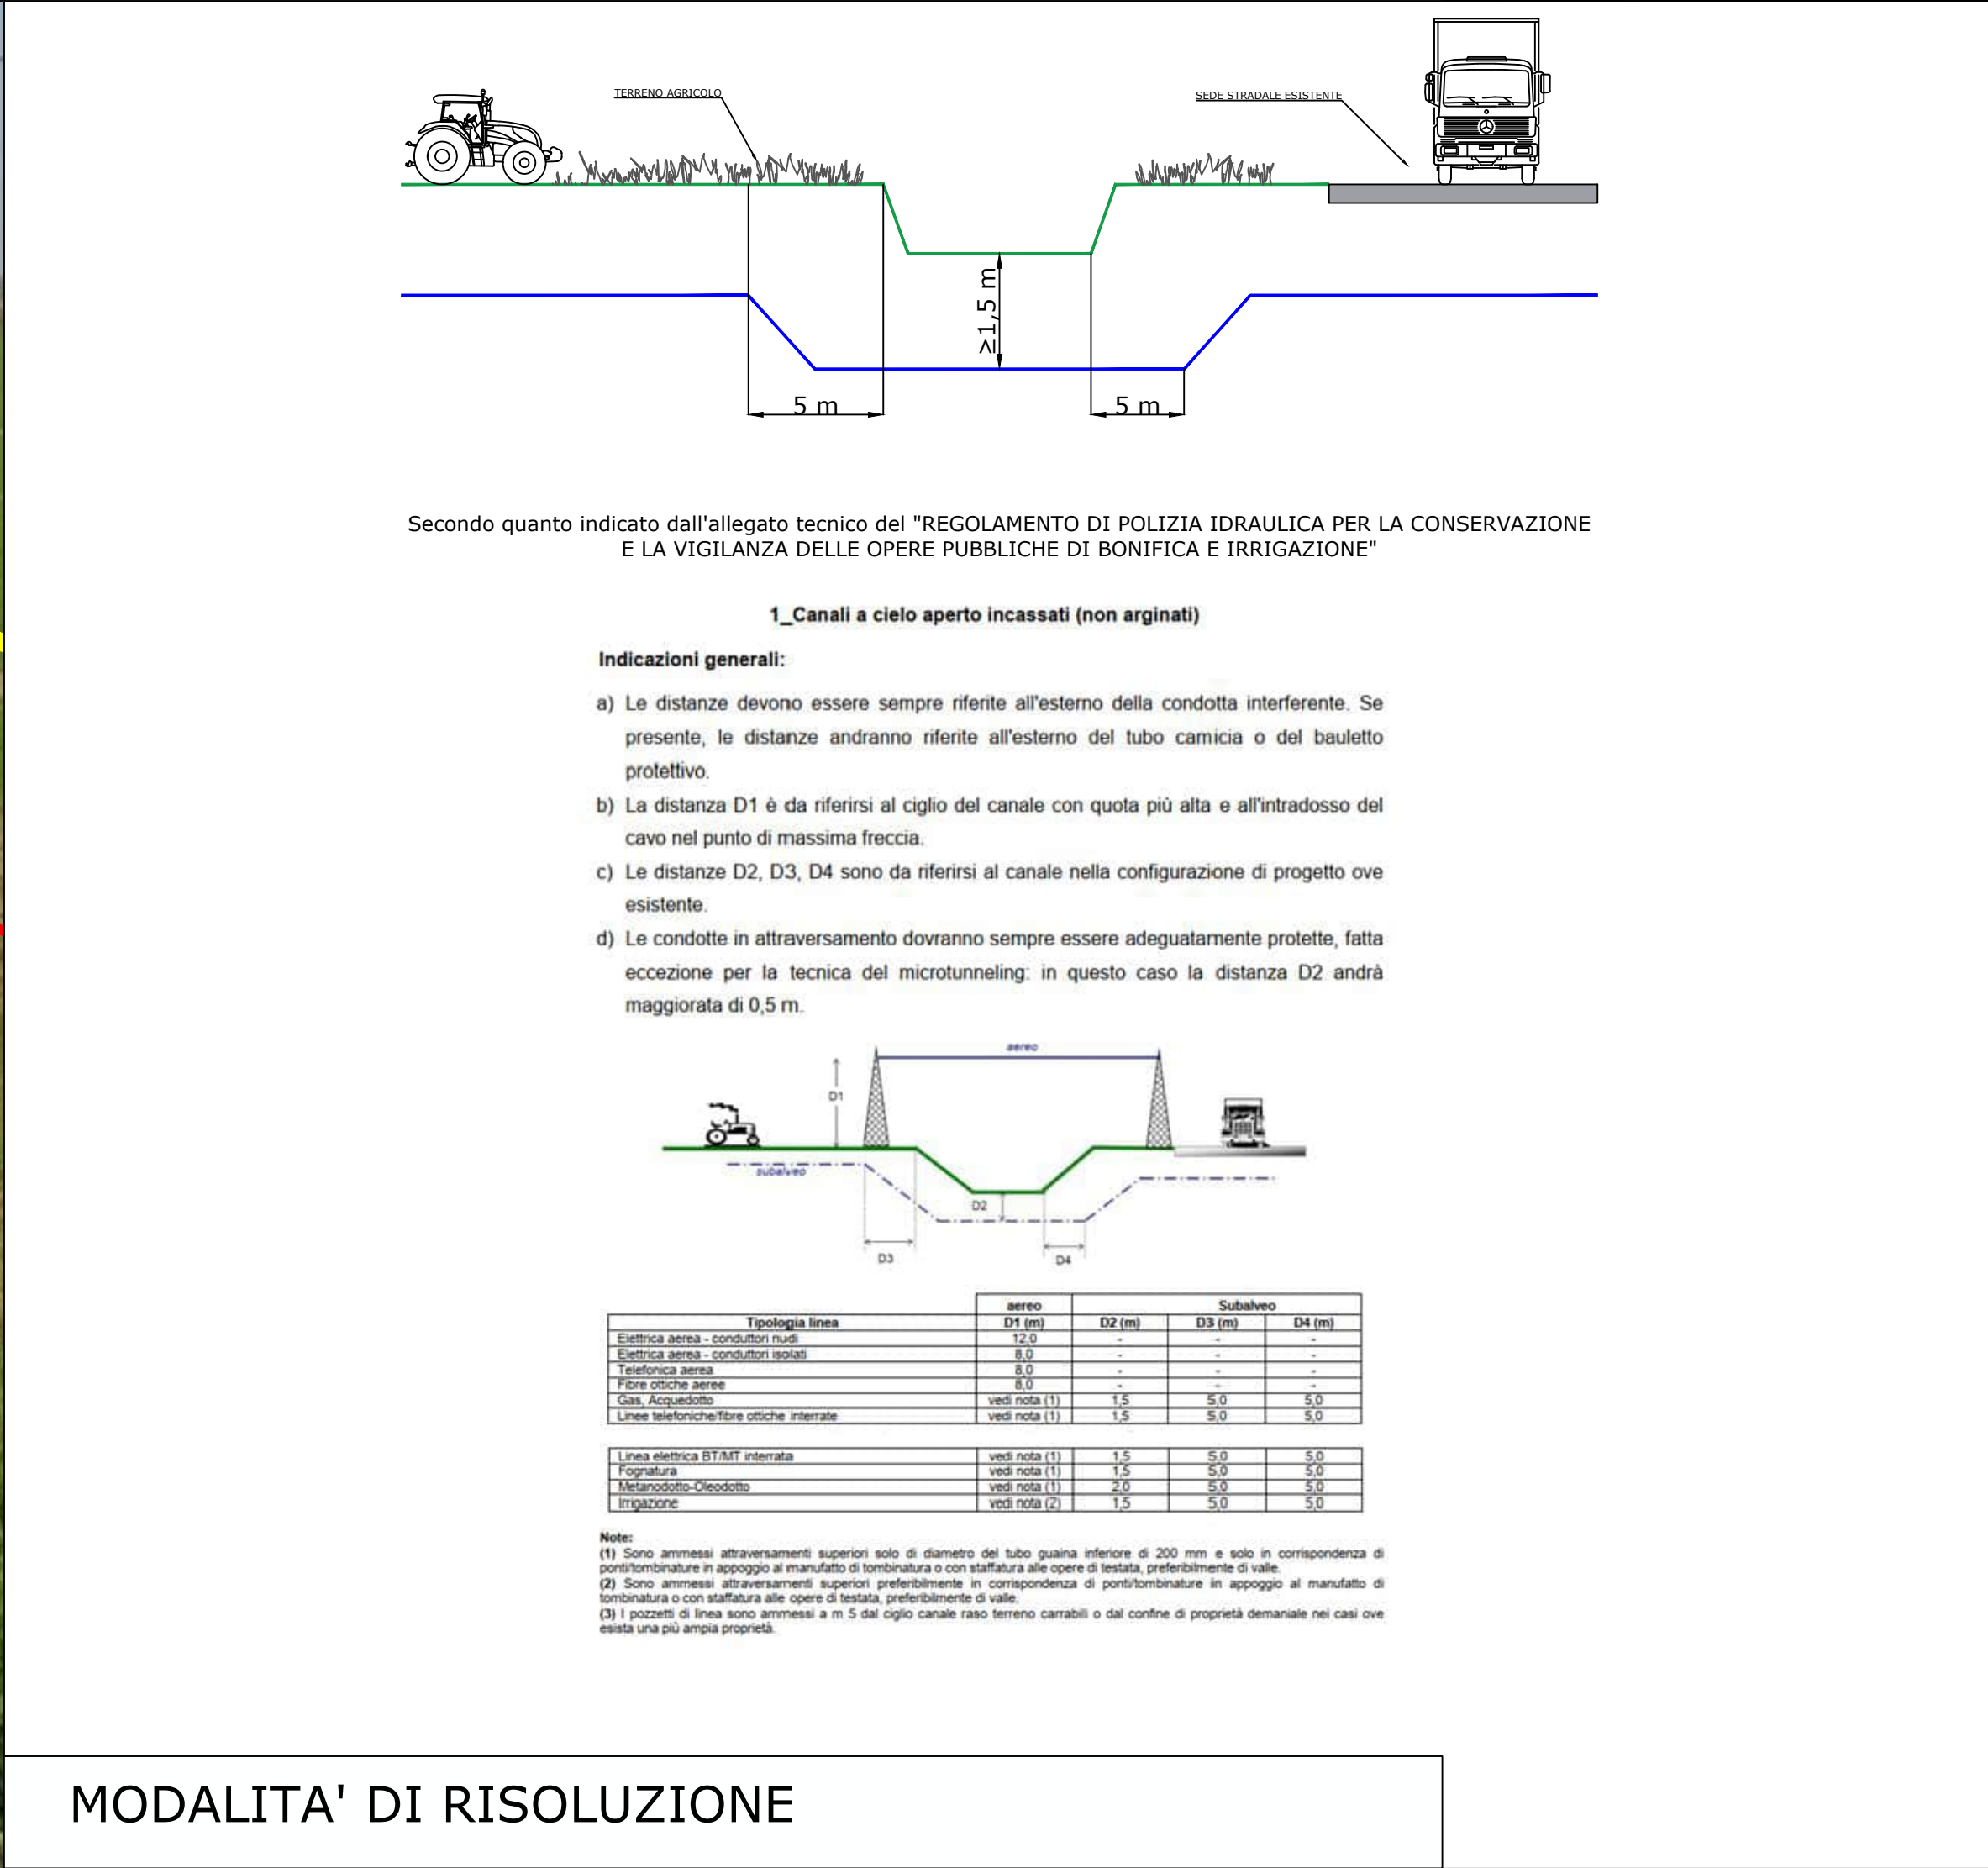 TERRENO AGRICOLO
SEDE STRADALE ESISTENTE
≥1,5 m
5 m
5 m
Secondo quanto indicato dall'allegato tecnico del "REGOLAMENTO DI POLIZIA IDRAULICA PER LA CONSERVAZIONE
E LA VIGILANZA DELLE OPERE PUBBLICHE DI BONIFICA E IRRIGAZIONE"
1_Canali a cielo aperto incassati (non arginati)
Indicazioni generali:
a) Le distanze devono essere sempre riferite all'esterno della condotta interferente. Se
presente, le distanze andranno riferite all'esterno del tubo camicia o del bauletto
protettivo.
b) La distanza D1 è da riferirsi al ciglio del canale con quota più alta e all'intradosso del
cavo nel punto di massima freccia.
c) Le distanze D2, D3, D4 sono da riferirsi al canale nella configurazione di progetto ove
esistente.
d) Le condotte in attraversamento dovranno sempre essere adeguatamente protette, fatta
eccezione per la tecnica del microtunneling: in questo caso la distanza D2 andrà
maggiorata di 0,5 m.
aereo
D1
subalveo
D2
D3
D4
aereo Subalveo
Tipologia linea D1 (m) D2 (m) D3 (m) D4 (m)
Elettrica aerea - conduttori nudi 12,0 - - -
Elettrica aerea - conduttori isolati 8,0 - - -
Telefonica aerea 8,0 - - -
Fibre ottiche aeree 8,0 - - -
Gas, Acquedotto vedi nota (1) 1,5 5,0 5,0
Linee telefoniche/fibre ottiche interrate vedi nota (1) 1,5 5,0 5,0
Linea elettrica BT/MT interrata vedi nota (1) 1,5 5,0 5,0
Fognatura vedi nota (1) 1,5 5,0 5,0
Metanodotto-Oleodotto vedi nota (1) 2,0 5,0 5,0
Irrigazione vedi nota (2) 1,5 5,0 5,0
Note:
(1) Sono ammessi attraversamenti superiori solo di diametro del tubo guaina inferiore di 200 mm e solo in corrispondenza di
ponti/tombinature in appoggio al manufatto di tombinatura o con staffatura alle opere di testata, preferibilmente di valle.
(2) Sono ammessi attraversamenti superiori preferibilmente in corrispondenza di ponti/tombinature in appoggio al manufatto di
tombinatura o con staffatura alle opere di testata, preferibilmente di valle.
(3) I pozzetti di linea sono ammessi a m 5 dal ciglio canale raso terreno carrabili o dal confine di proprietà demaniale nei casi ove
esista una più ampia proprietà.
MODALITA' DI RISOLUZIONE